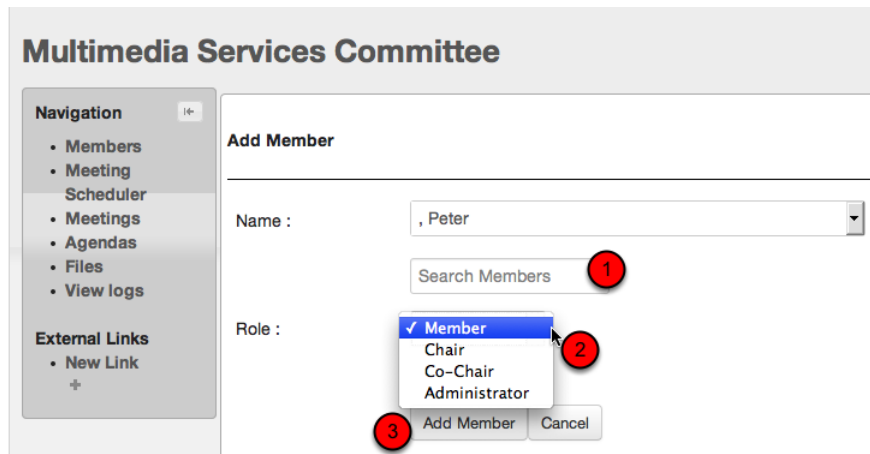 Multimedia Services Committee
Navigation
• Members
• Meeting
Scheduler
• Meetings
• Agendas
• Files
• View logs
External Links
• New Link
+
Add Member
Name :
, Peter
Search Members
1
Role :
✓ Member
Chair
Co-Chair
Administrator
2
3
Add Member Cancel